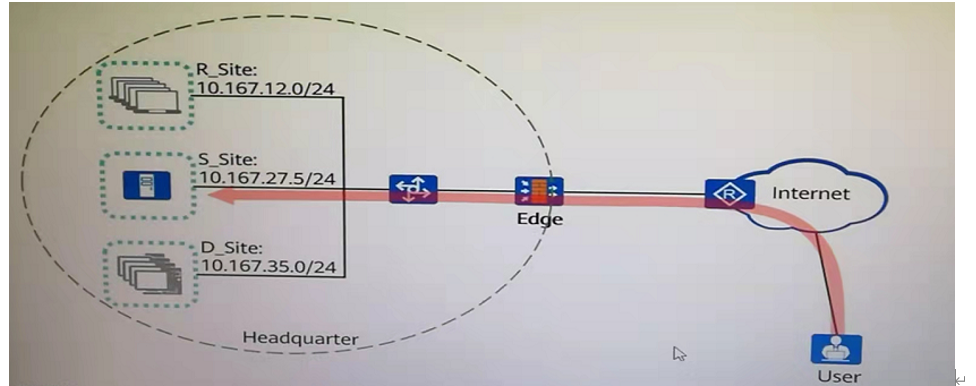 R_Site:
10.167.12.0/24
S_Site:
10.167.27.5/24
R
Internet
Edge
D_Site:
10.167.35.0/24
Headquarter
User